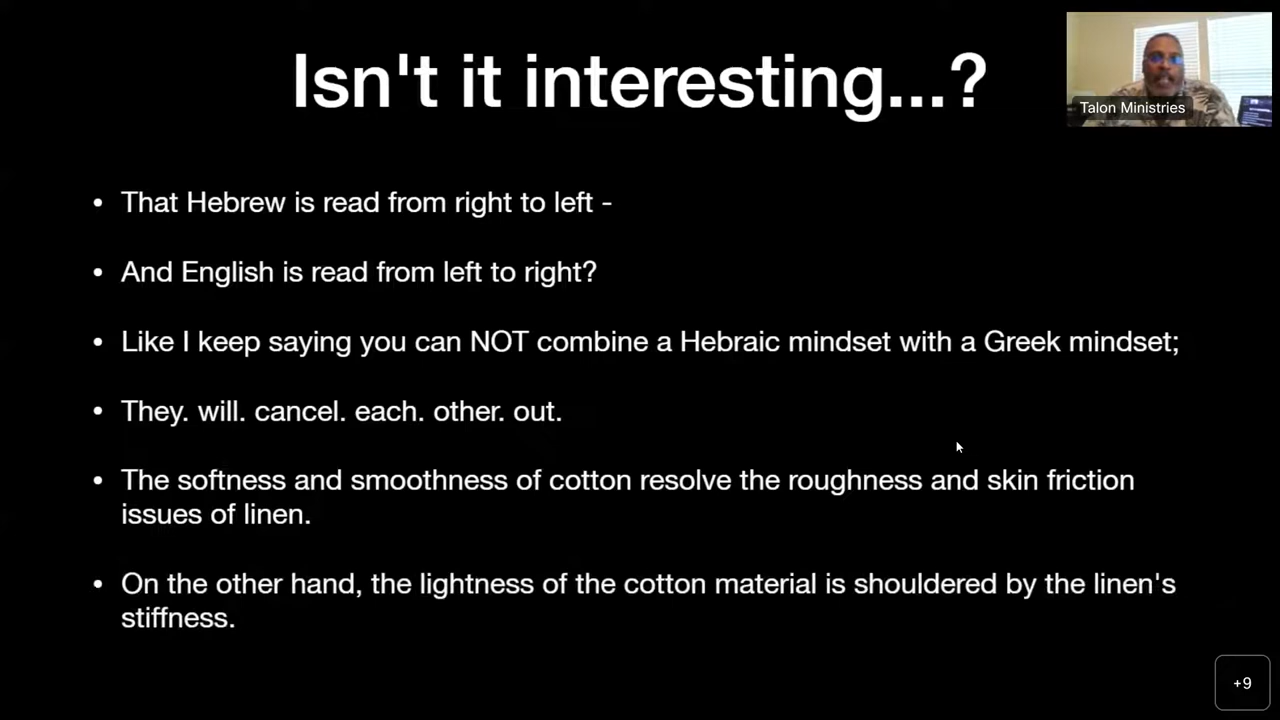 Isn't it interesting...?
Talon Ministries
• That Hebrew is read from right to left -
• And English is read from left to right?
• Like I keep saying you can NOT combine a Hebraic mindset with a Greek mindset;
• They. will. cancel. each. other. out.
• The softness and smoothness of cotton resolve the roughness and skin friction
issues of linen.
• On the other hand, the lightness of the cotton material is shouldered by the linen's
stiffness.
+9